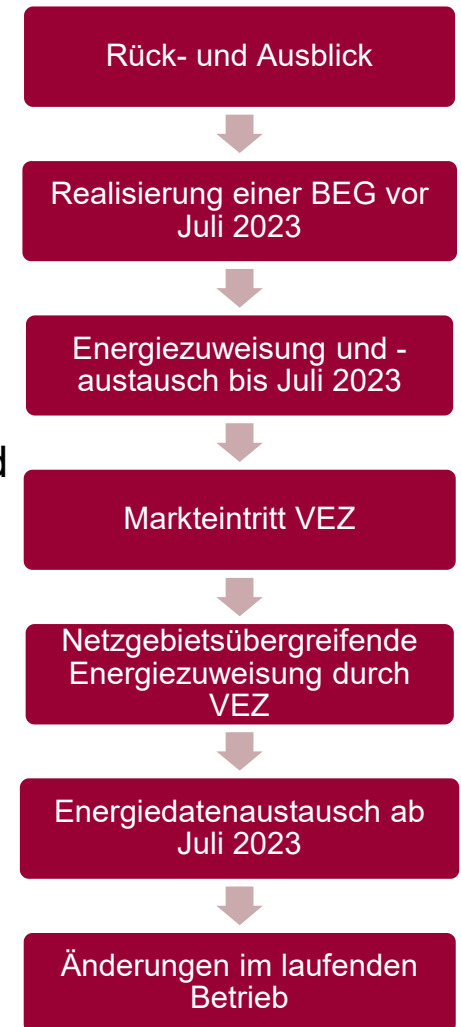 Rück- und Ausblick
Realisierung einer BEG vor
Juli 2023
Energiezuweisung und -
austausch bis Juli 2023
d
Markteintritt VEZ
Netzgebietsübergreifende
Energiezuweisung durch
VEZ
Energiedatenaustausch ab
Juli 2023
Änderungen im laufenden
Betrieb